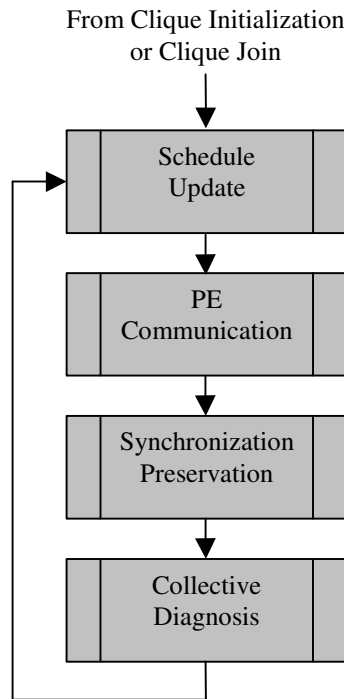 From Clique Initialization
or Clique Join
Schedule
Update
PE
Communication
Synchronization
Preservation
Collective
Diagnosis